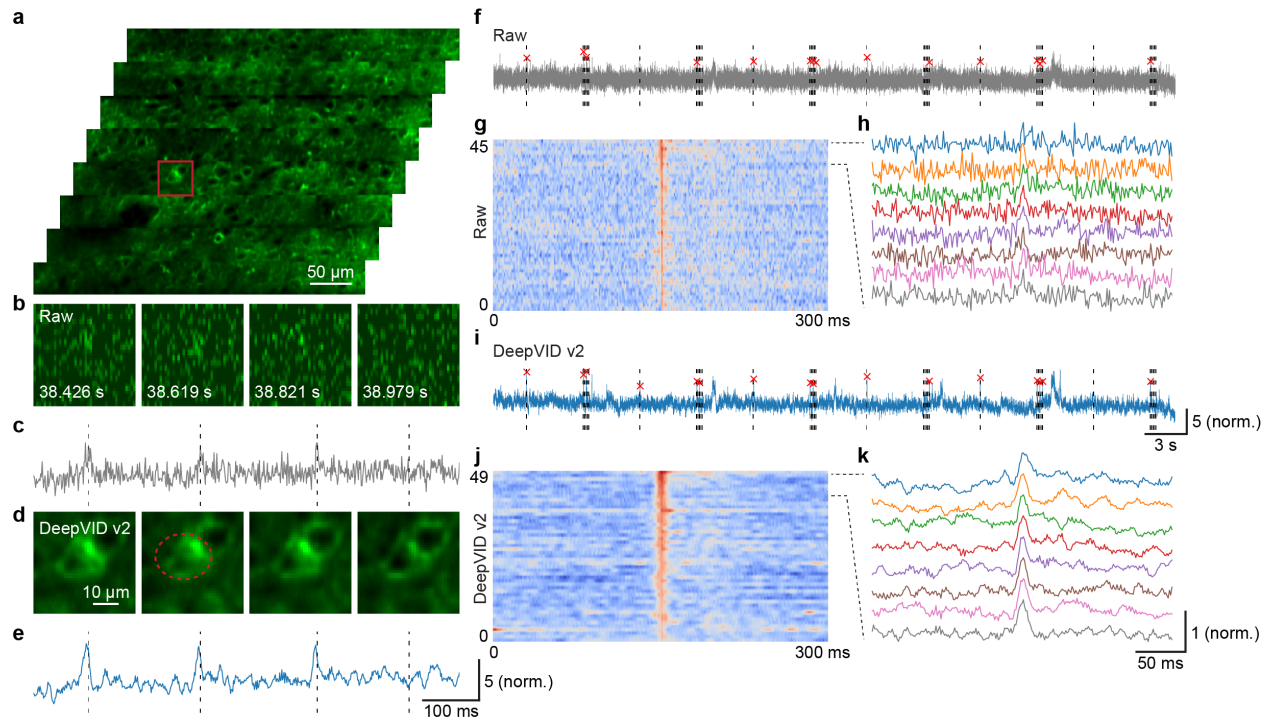 a
50 µm
b
Raw
38.426 s
38.619 s
38.821 s
38.979 s
c
d
DeepVID v2
10 µm
e
5 (norm.)
100 ms
f
Raw
g
45
Raw
0
300 ms
h
i
DeepVID v2
5 (norm.)
3 s
j
49
DeepVID v2
0
300 ms
k
1 (norm.)
50 ms